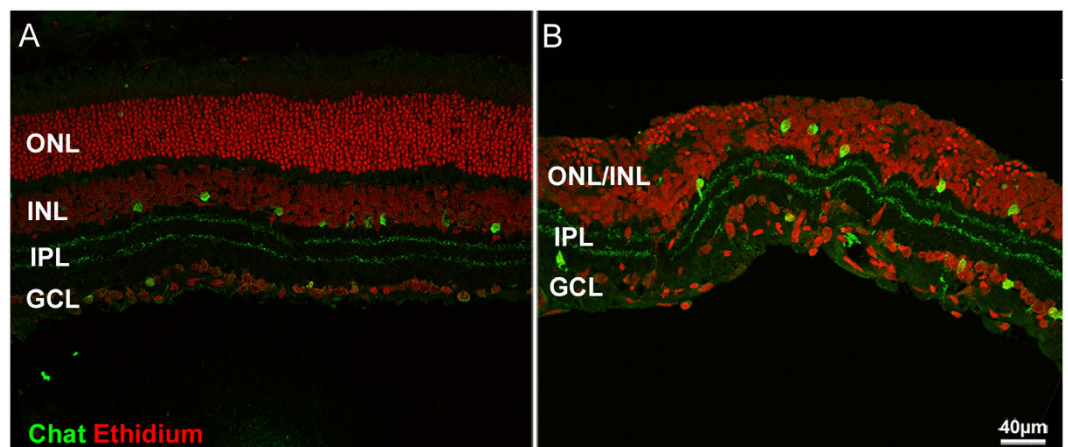 A
ONL
INL
IPL
GCL
Chat Ethidium
B
ONL/INL
IPL
GCL
40µm